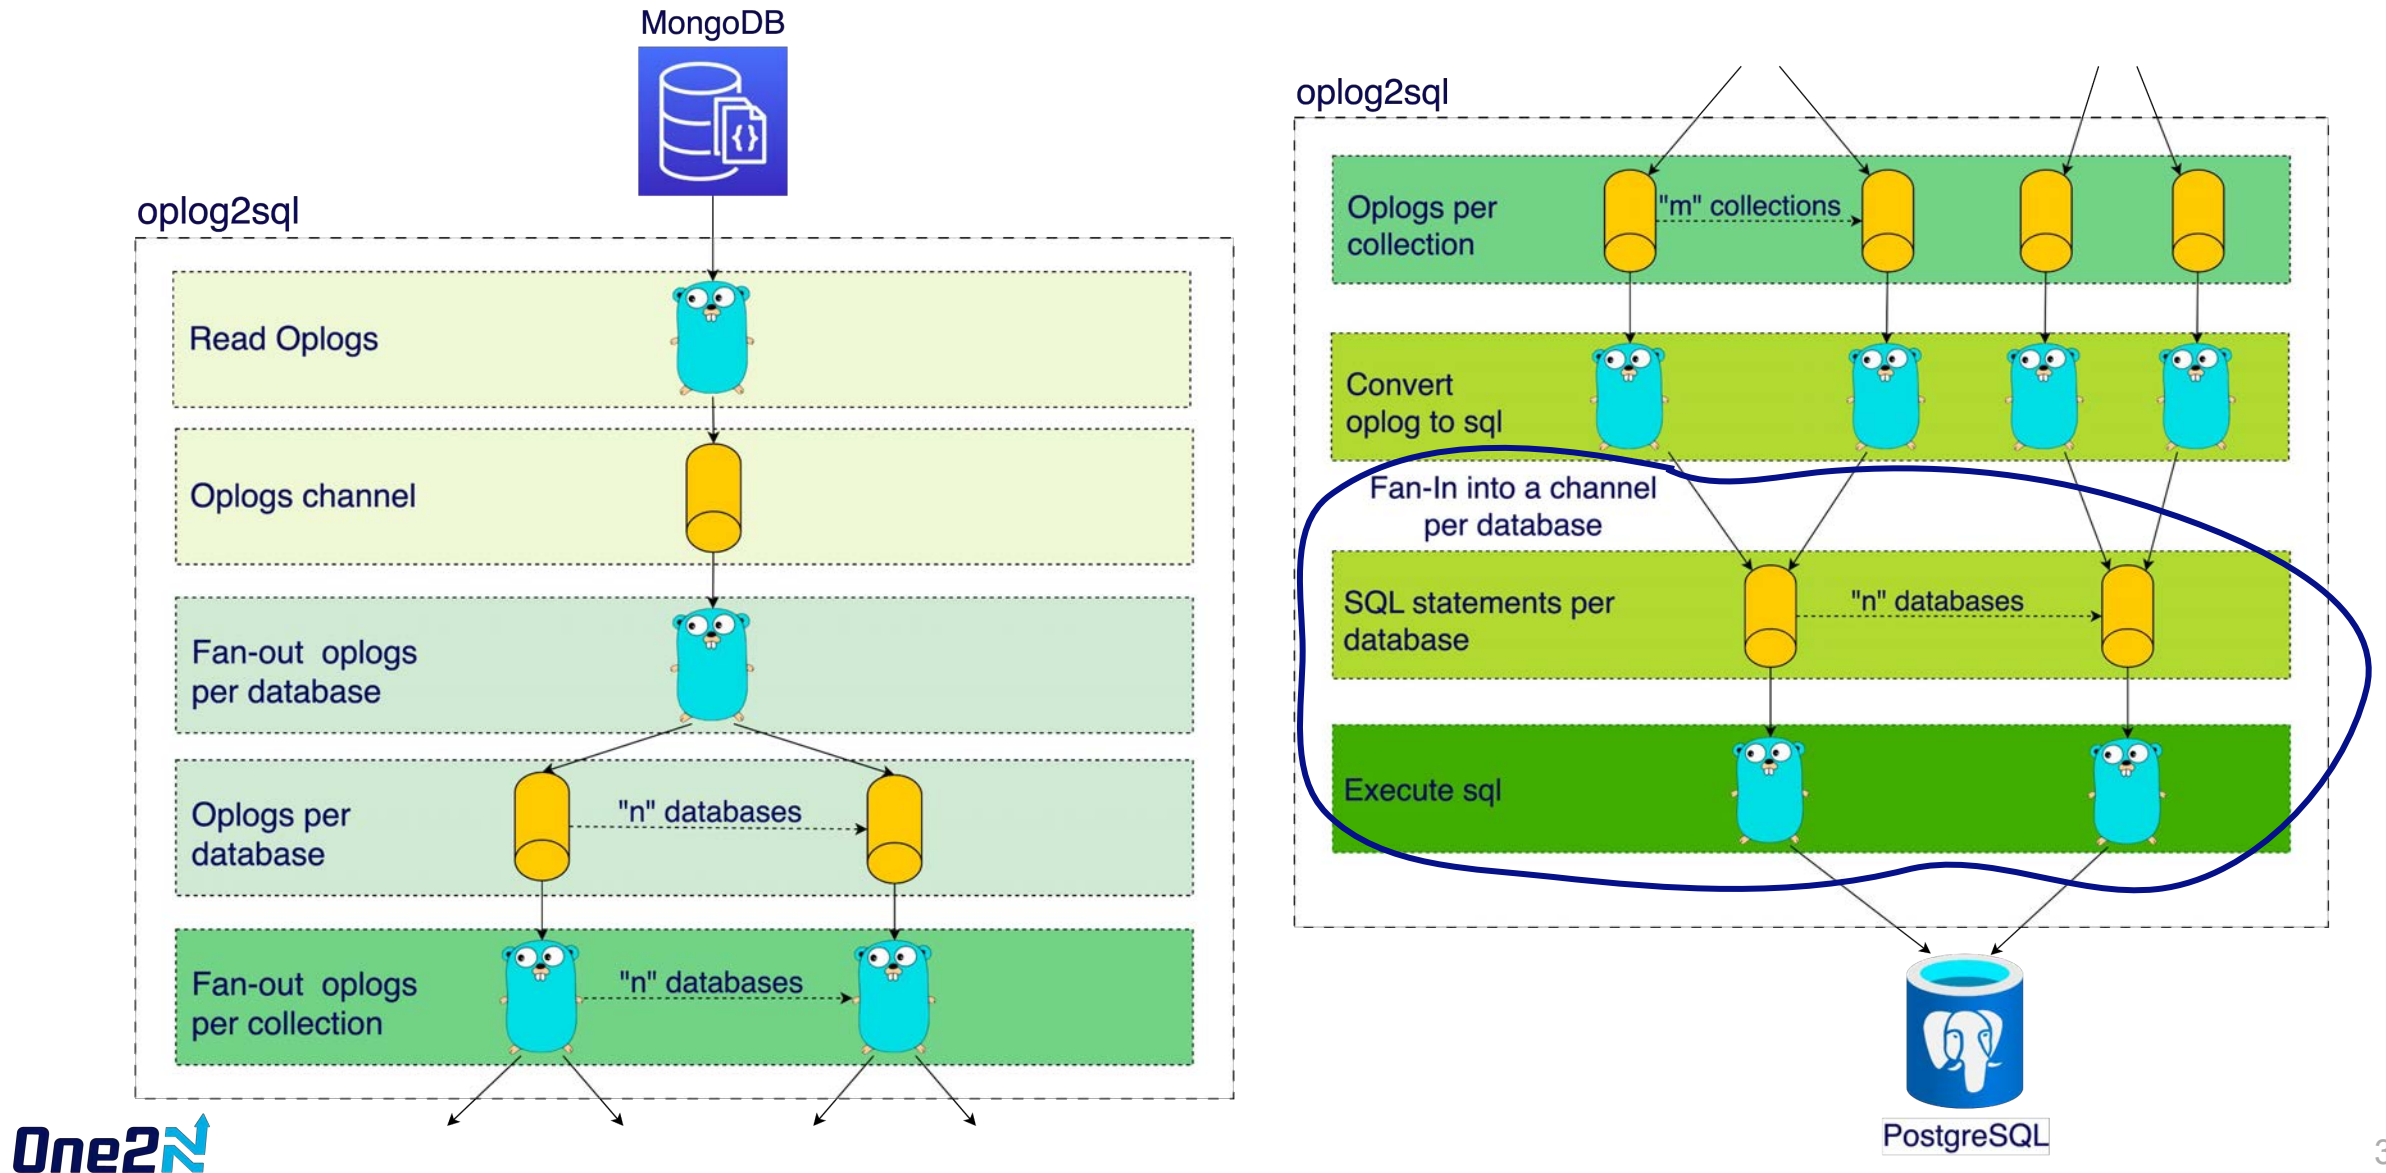 MongoDB
oplog2sql
Read Oplogs
Oplogs channel
Fan-out oplogs
per database
Oplogs per
database
"n" databases
Fan-out oplogs
per collection
"n" databases
One2N
oplog2sql
Oplogs per
collection
"m" collections
Convert
oplog to sql
Fan-In into a channel
per database
SQL statements per
database
"n" databases
Execute sql
PostgreSQL